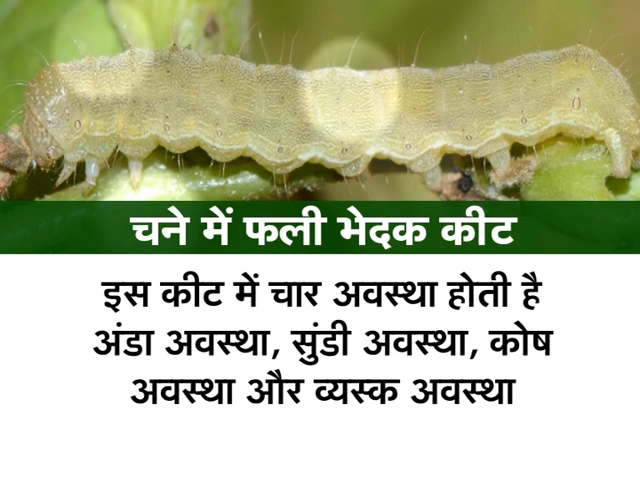 चने में फली भेदक कीट
इस कीट में चार अवस्था होती है
अंडा अवस्था, सुंडी अवस्था, कोष
अवस्था और व्यस्क अवस्था